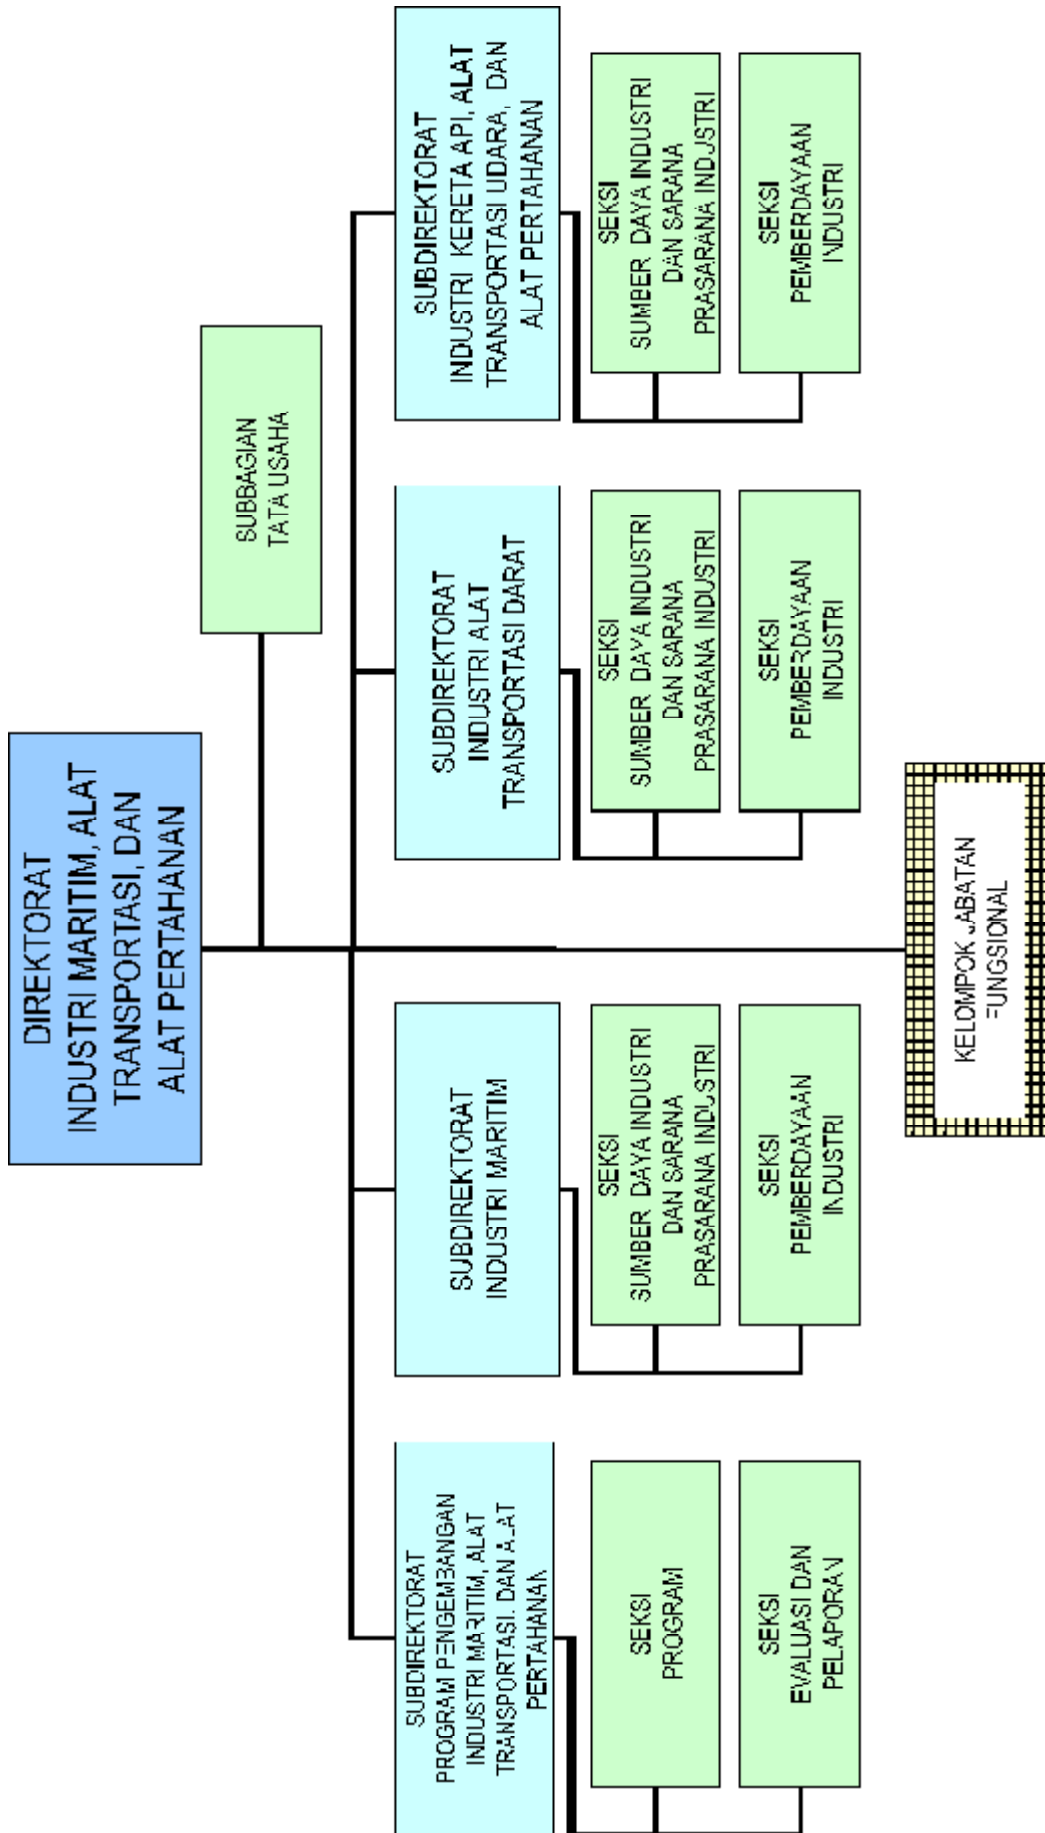 DIREKTORAT
INDUSTRI MARITIM, ALAT
TRANSPORTASI, DAN
ALAT PERTAHANAN
SUBBAGIAN
TATA USAHA
SUBDIREKTORAT
PROGRAM PENGEMBANGAN
INDUSTRI MARITIM, ALAT
TRANSPORTASI, DAN ALAT
PERTAHANAN
SUBDIREKTORAT
INDUSTRI MARITIM
SUBDIREKTORAT
INDUSTRI ALAT
TRANSPORTASI DARAT
SUBDIREKTORAT
INDUSTRI KERETA API, ALAT
TRANSPORTASI UDARA, DAN
ALAT PERTAHANAN
SEKSI
PROGRAM
SEKSI
SUMBER DAYA INDUSTRI
DAN SARANA
PRASARANA INDUSTRI
SEKSI
SUMBER DAYA INDUSTRI
DAN SARANA
PRASARANA INDUSTRI
SEKSI
SUMBER DAYA INDUSTRI
DAN SARANA
PRASARANA INDUSTRI
SEKSI
EVALUASI DAN
PELAPORAN
SEKSI
PEMBERDAYAAN
INDUSTRI
SEKSI
PEMBERDAYAAN
INDUSTRI
SEKSI
PEMBERDAYAAN
INDUSTRI
KELOMPOK JABATAN
FUNGSIONAL